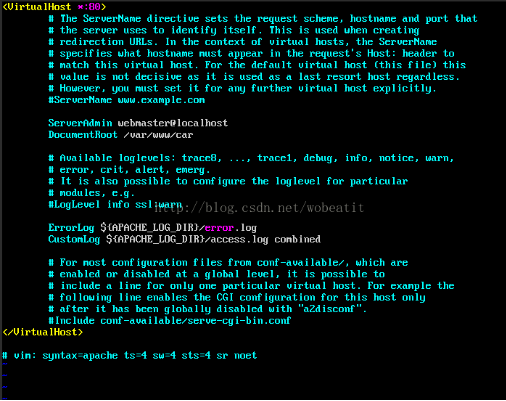 <VirtualHost *:80>
# The ServerName directive sets the request scheme, hostname and port that
# the server uses to identify itself. This is used when creating
# redirection URLs. In the context of virtual hosts, the ServerName
# specifies what hostname must appear in the request's Host: header to
# match this virtual host. For the default virtual host (this file) this
# value is not decisive as it is used as a last resort host regardless.
# However, you must set it for any further virtual host explicitly.
#ServerName www.example.com
ServerAdmin webmaster@localhost
DocumentRoot /var/www/car
# Available loglevels: trace8, ..., trace1, debug, info, notice, warn,
# error, crit, alert, emerg.
# It is also possible to configure the loglevel for particular
# modules, e.g.
#LogLevel info ssl:warn
http://blog.csdn.net/wobeatit
ErrorLog ${APACHE_LOG_DIR}/error.log
CustomLog ${APACHE_LOG_DIR}/access.log combined
# For most configuration files from conf-available/, which are
# enabled or disabled at a global level, it is possible to
# include a line for only one particular virtual host. For example the
# following line enables the CGI configuration for this host only
# after it has been globally disabled with "a2disconf".
#Include conf-available/serve-cgi-bin.conf
</VirtualHost>
# vim: syntax=apache ts=4 sw=4 sts=4 sr noet
~
~
~